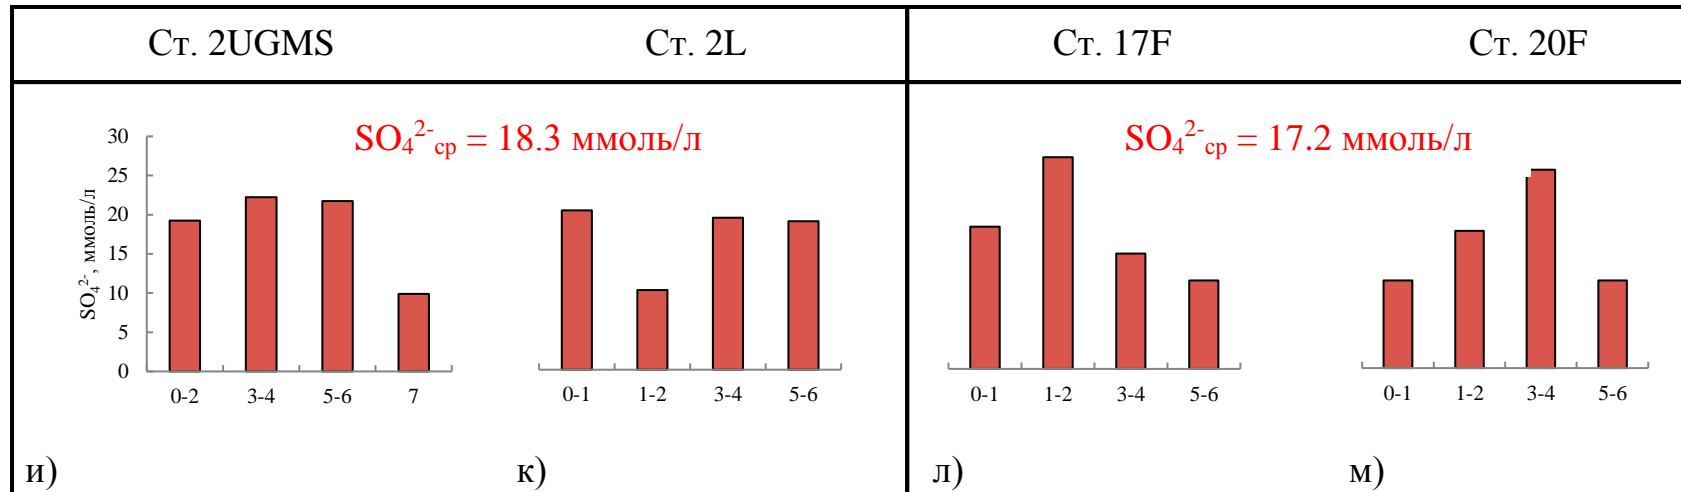 Ст. 2UGMS Ст. 2L Ст. 17F Ст. 20F
SO₄²⁻ср = 18.3 ммоль/л SO₄²⁻ср = 17.2 ммоль/л
SO₄²⁻, ммоль/л
30
25
20
15
10
5
0
0-2 3-4 5-6 7 0-1 1-2 3-4 5-6 0-1 1-2 3-4 5-6 0-1 1-2 3-4 5-6
и) к) л) м)